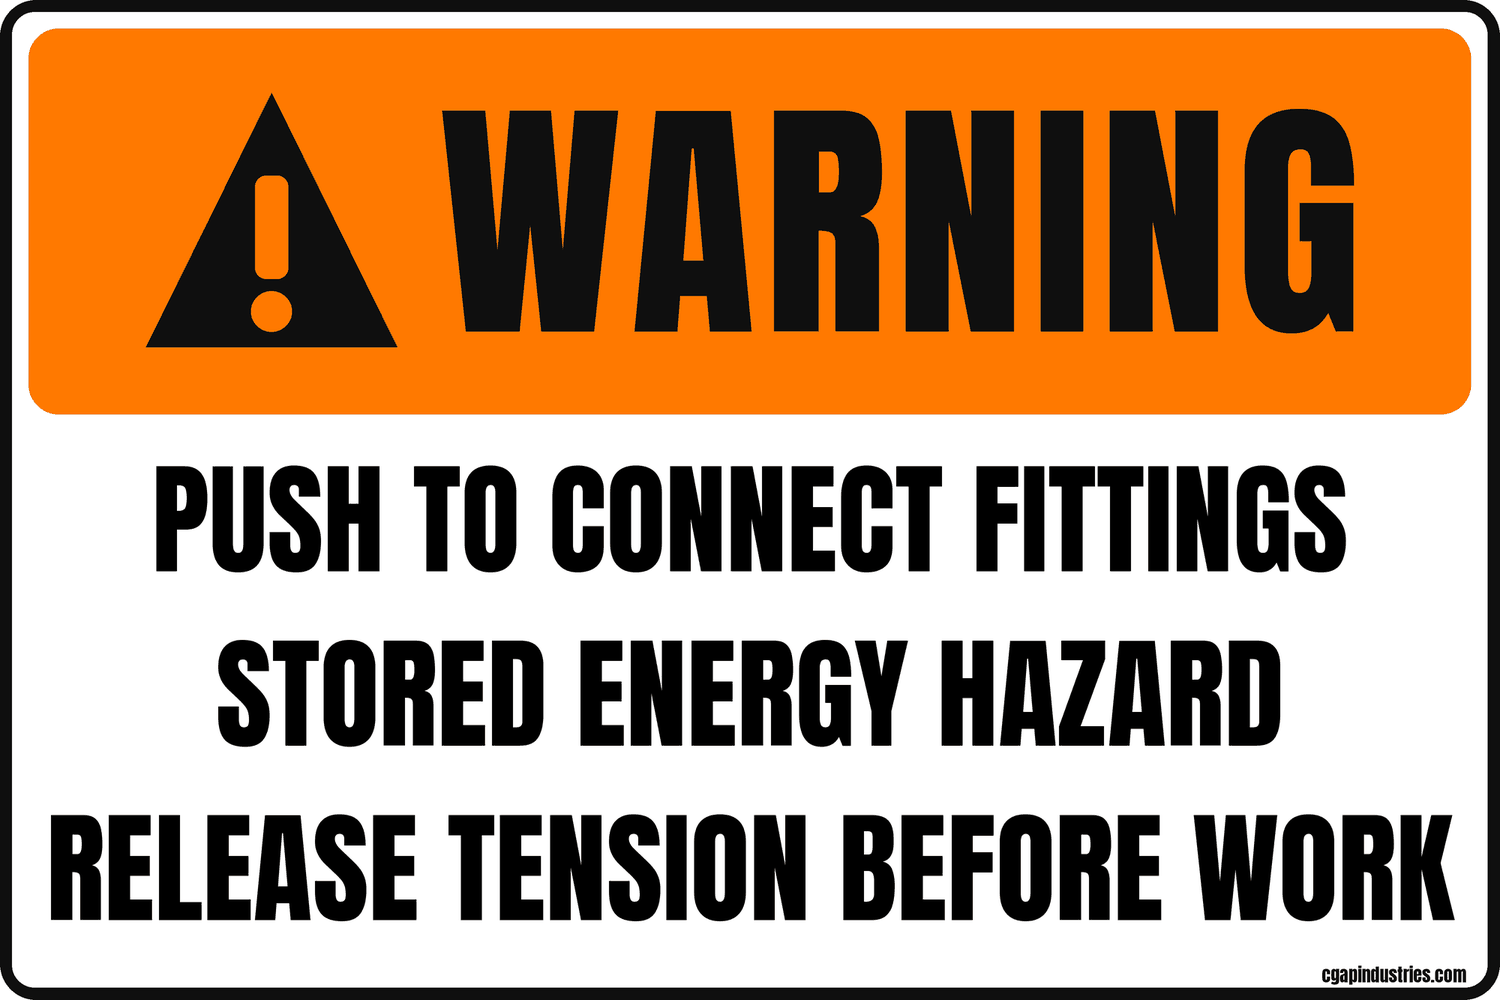 WARNING
PUSH TO CONNECT FITTINGS
STORED ENERGY HAZARD
RELEASE TENSION BEFORE WORK
cgapindustries.com